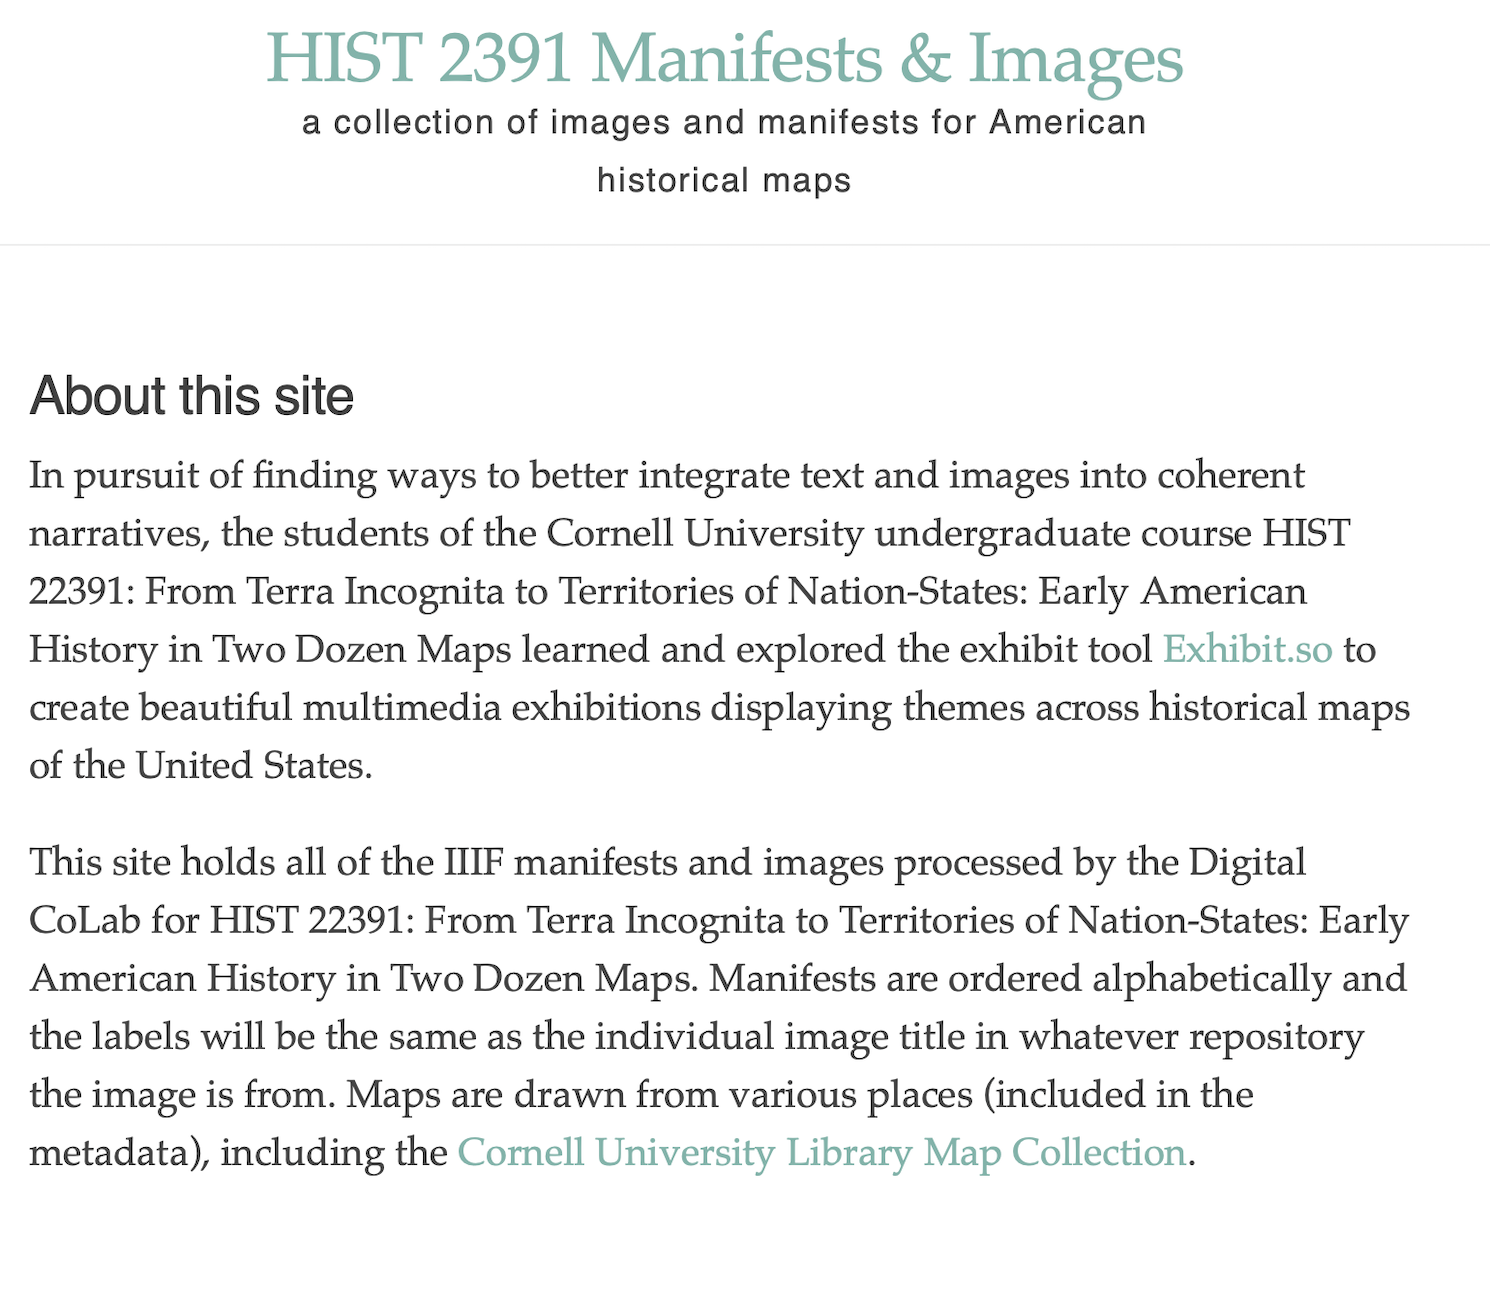 HIST 2391 Manifests & Images
a collection of images and manifests for American
historical maps
About this site
In pursuit of finding ways to better integrate text and images into coherent
narratives, the students of the Cornell University undergraduate course HIST
22391: From Terra Incognita to Territories of Nation-States: Early American
History in Two Dozen Maps learned and explored the exhibit tool Exhibit.so to
create beautiful multimedia exhibitions displaying themes across historical maps
of the United States.
This site holds all of the IIIF manifests and images processed by the Digital
CoLab for HIST 22391: From Terra Incognita to Territories of Nation-States: Early
American History in Two Dozen Maps. Manifests are ordered alphabetically and
the labels will be the same as the individual image title in whatever repository
the image is from. Maps are drawn from various places (included in the
metadata), including the Cornell University Library Map Collection.